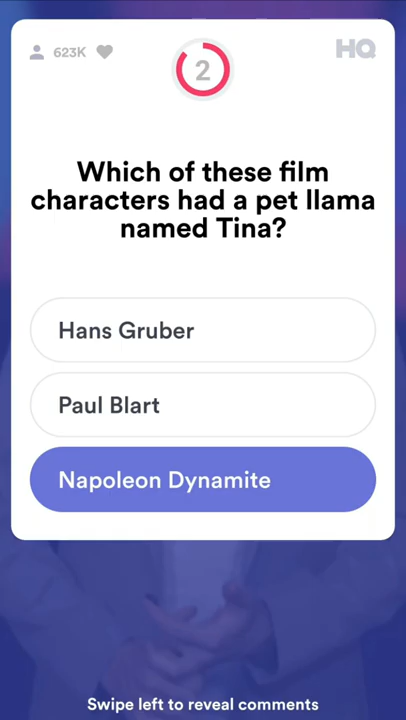 623K
2
HQ
Which of these film
characters had a pet llama
named Tina?
Hans Gruber
Paul Blart
Napoleon Dynamite
Swipe left to reveal comments